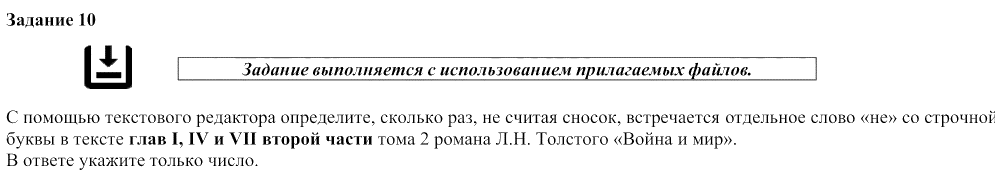 Задание 10
Задание выполняется с использованием прилагаемых файлов.
С помощью текстового редактора определите, сколько раз, не считая сносок, встречается отдельное слово «не» со строчной
буквы в тексте глав I, IV и VII второй части тома 2 романа Л.Н. Толстого «Война и мир».
В ответе укажите только число.